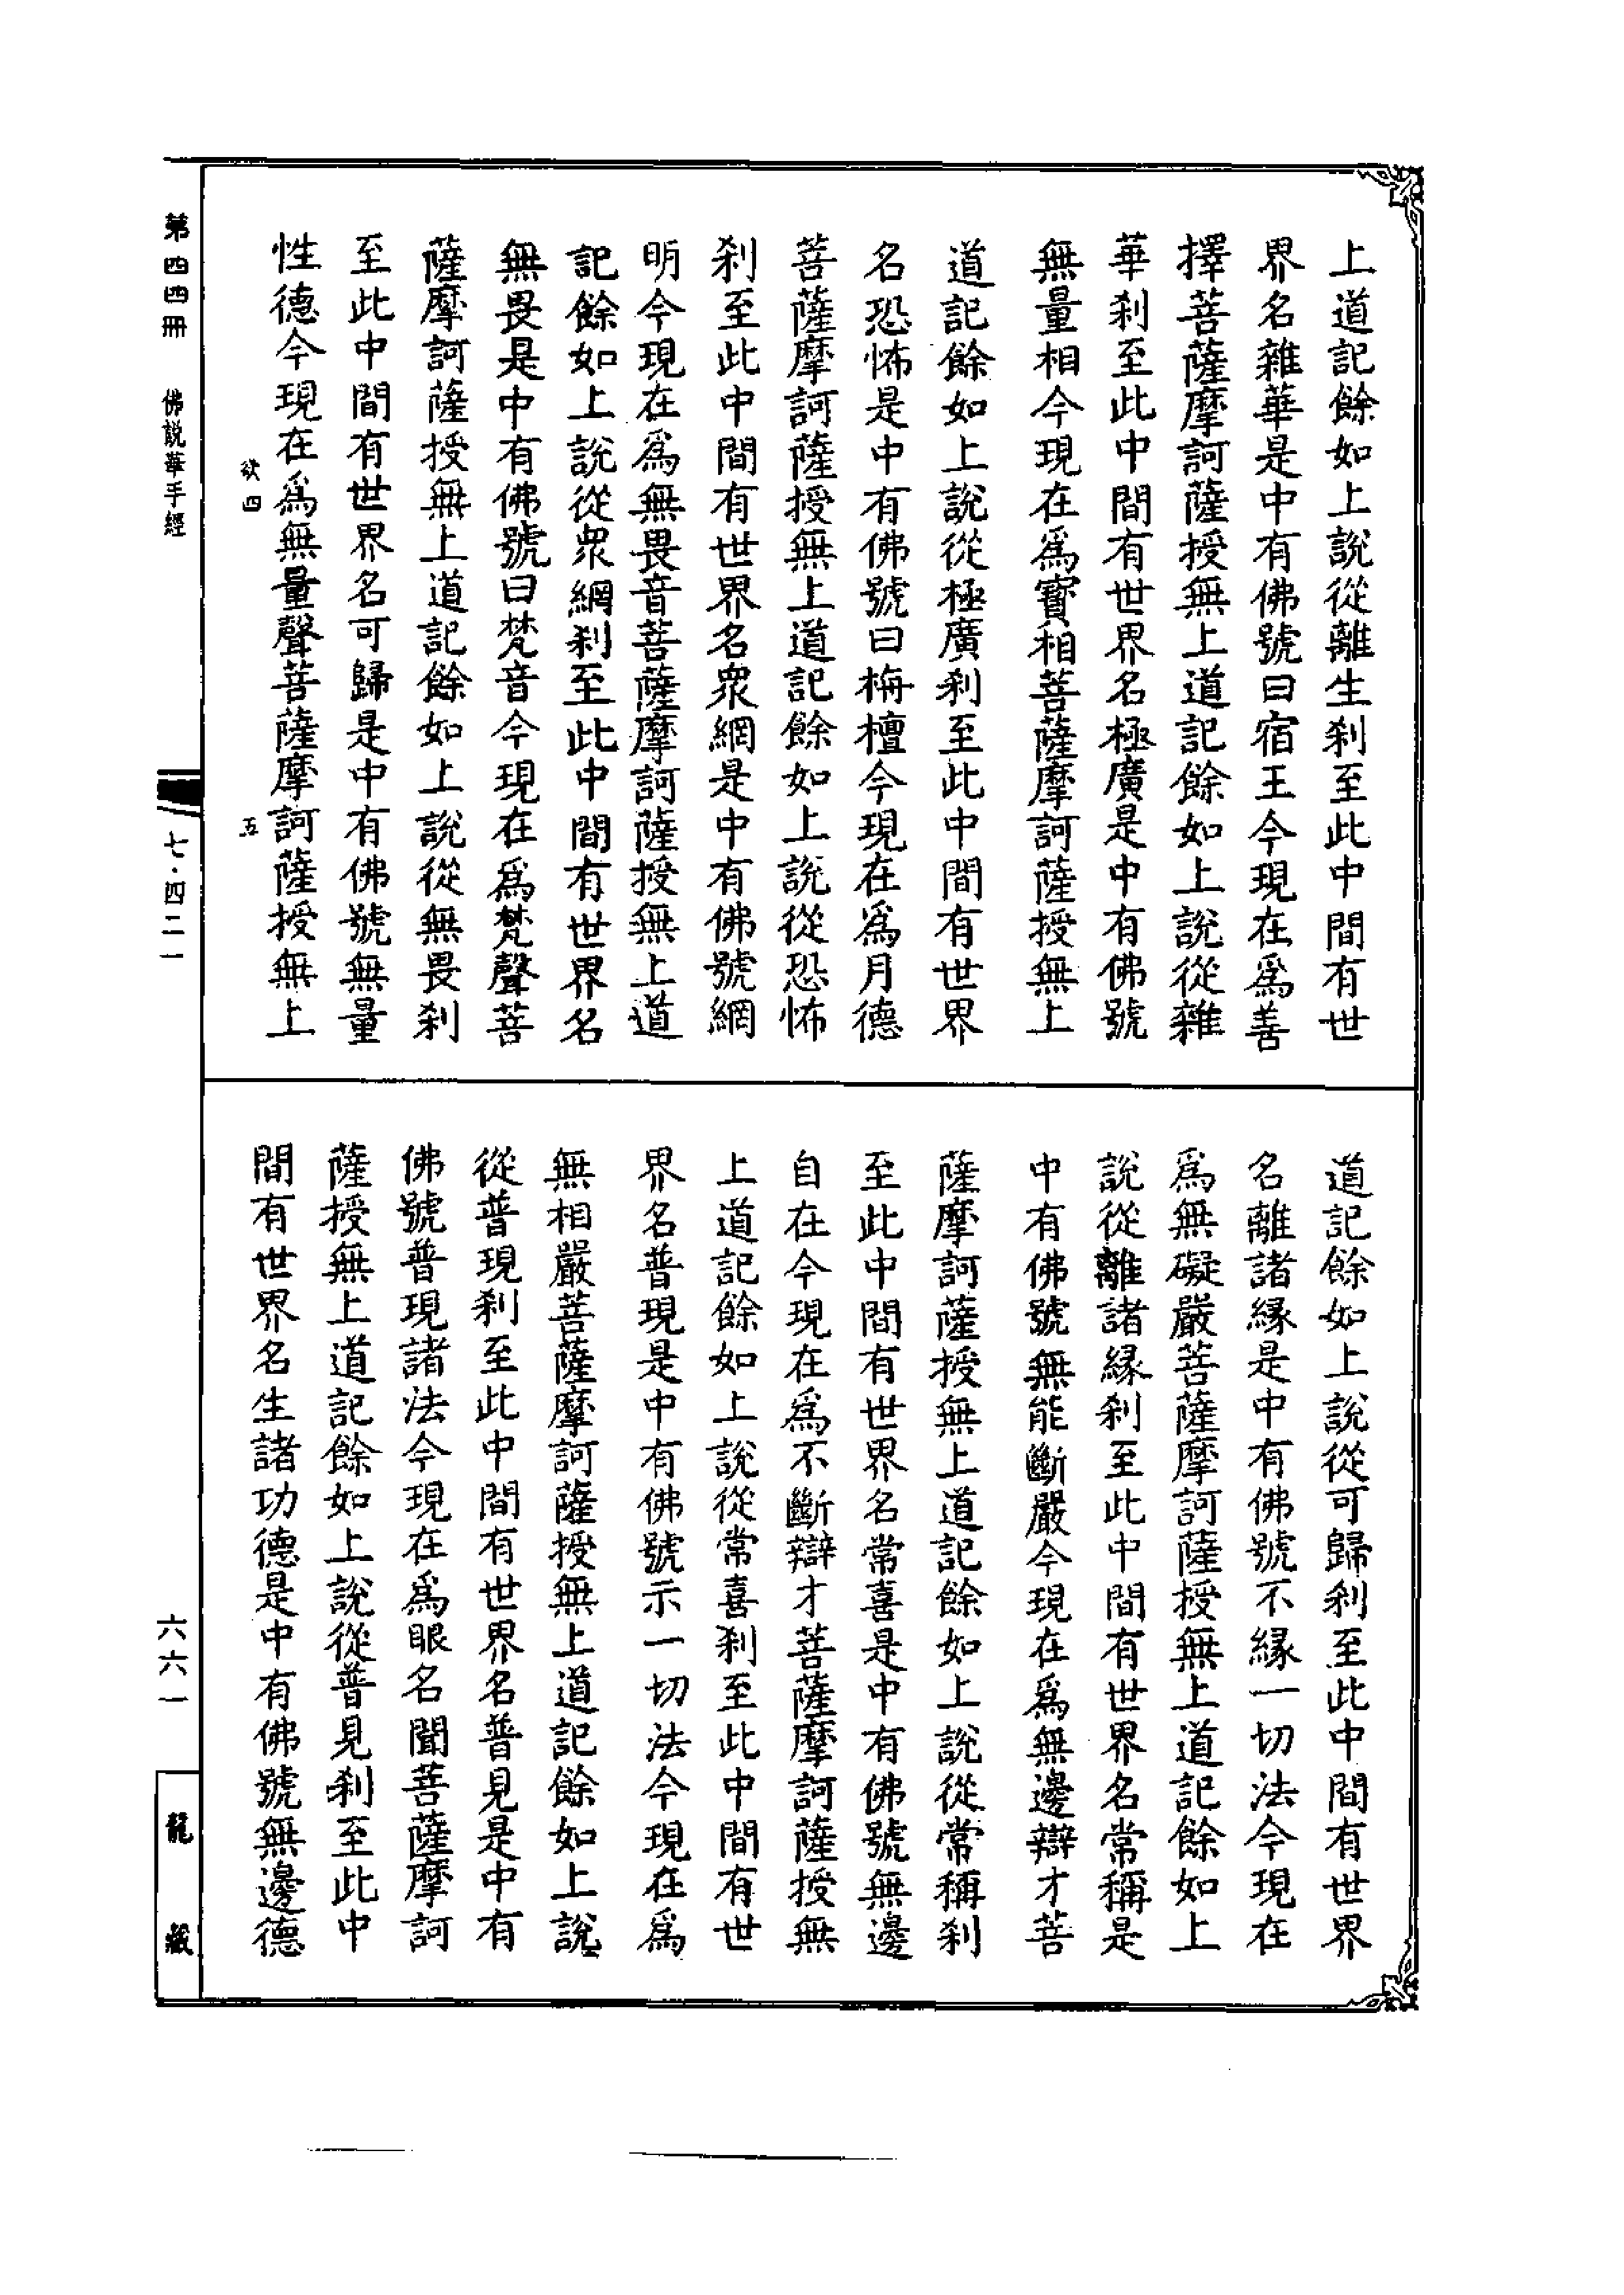 上道記餘如上說從離生刹至此中間有世
界名雜華是中有佛號曰宿王今現在爲善
擇菩薩摩訶薩授無上道記餘如上說從雜
華刹至此中間有世界名極廣是中有佛號
無量相今現在爲寶相菩薩摩訶薩授無上
道記餘如上說從極廣刹至此中間有世界
名恐怖是中有佛號曰栴檀今現在爲月德
菩薩摩訶薩授無上道記餘如上說從恐怖
刹至此中間有世界名衆網是中有佛號網
明今現在爲無畏音菩薩摩訶薩授無上道
記餘如上說從衆網刹至此中間有世界名
無畏是中有佛號曰梵音今現在爲梵聲菩
薩摩訶薩授無上道記餘如上說從無畏刹
至此中間有世界名可歸是中有佛號無量
性德今現在爲無量聲菩薩摩訶薩授無上
欲四 五
道記餘如上說從可歸刹至此中間有世界
名離諸緣是中有佛號不緣一切法今現在
爲無礙嚴菩薩摩訶薩授無上道記餘如上
說從離諸緣刹至此中間有世界名常稱是
中有佛號無能斷嚴今現在爲無邊辯才菩
薩摩訶薩授無上道記餘如上說從常稱刹
至此中間有世界名常喜是中有佛號無邊
自在今現在爲不斷辯才菩薩摩訶薩授無
上道記餘如上說從常喜刹至此中間有世
界名普現是中有佛號示一切法今現在爲
無相嚴菩薩摩訶薩授無上道記餘如上說
從普現刹至此中間有世界名普見是中有
佛號普現諸法今現在爲眼名聞菩薩摩訶
薩授無上道記餘如上說從普見刹至此中
間有世界名生諸功德是中有佛號無邊德
第四四冊 佛說華手經 七·四二一 六六一 龍藏